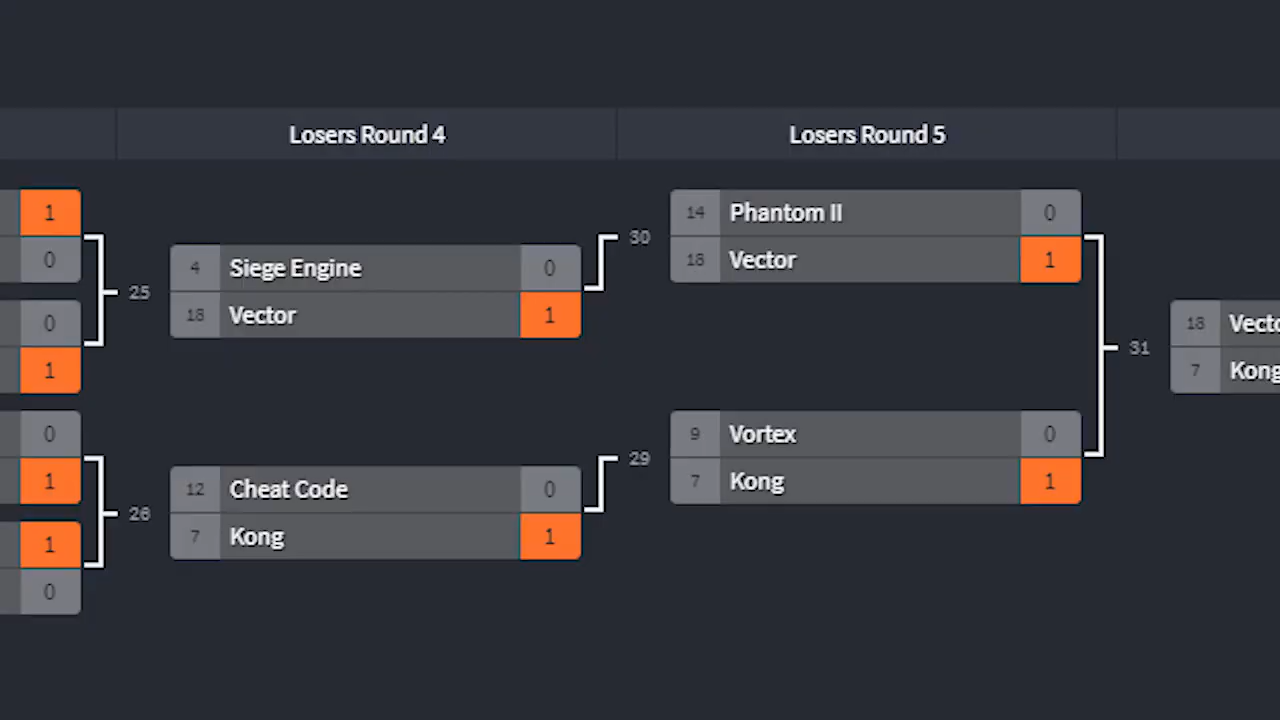 Losers Round 4
Losers Round 5
1
0
0
1
0
1
1
0
25
4 Siege Engine 0
18 Vector 1
26
12 Cheat Code 0
7 Kong 1
30
14 Phantom II 0
18 Vector 1
29
9 Vortex 0
7 Kong 1
31
18 Vecto
7 Kong